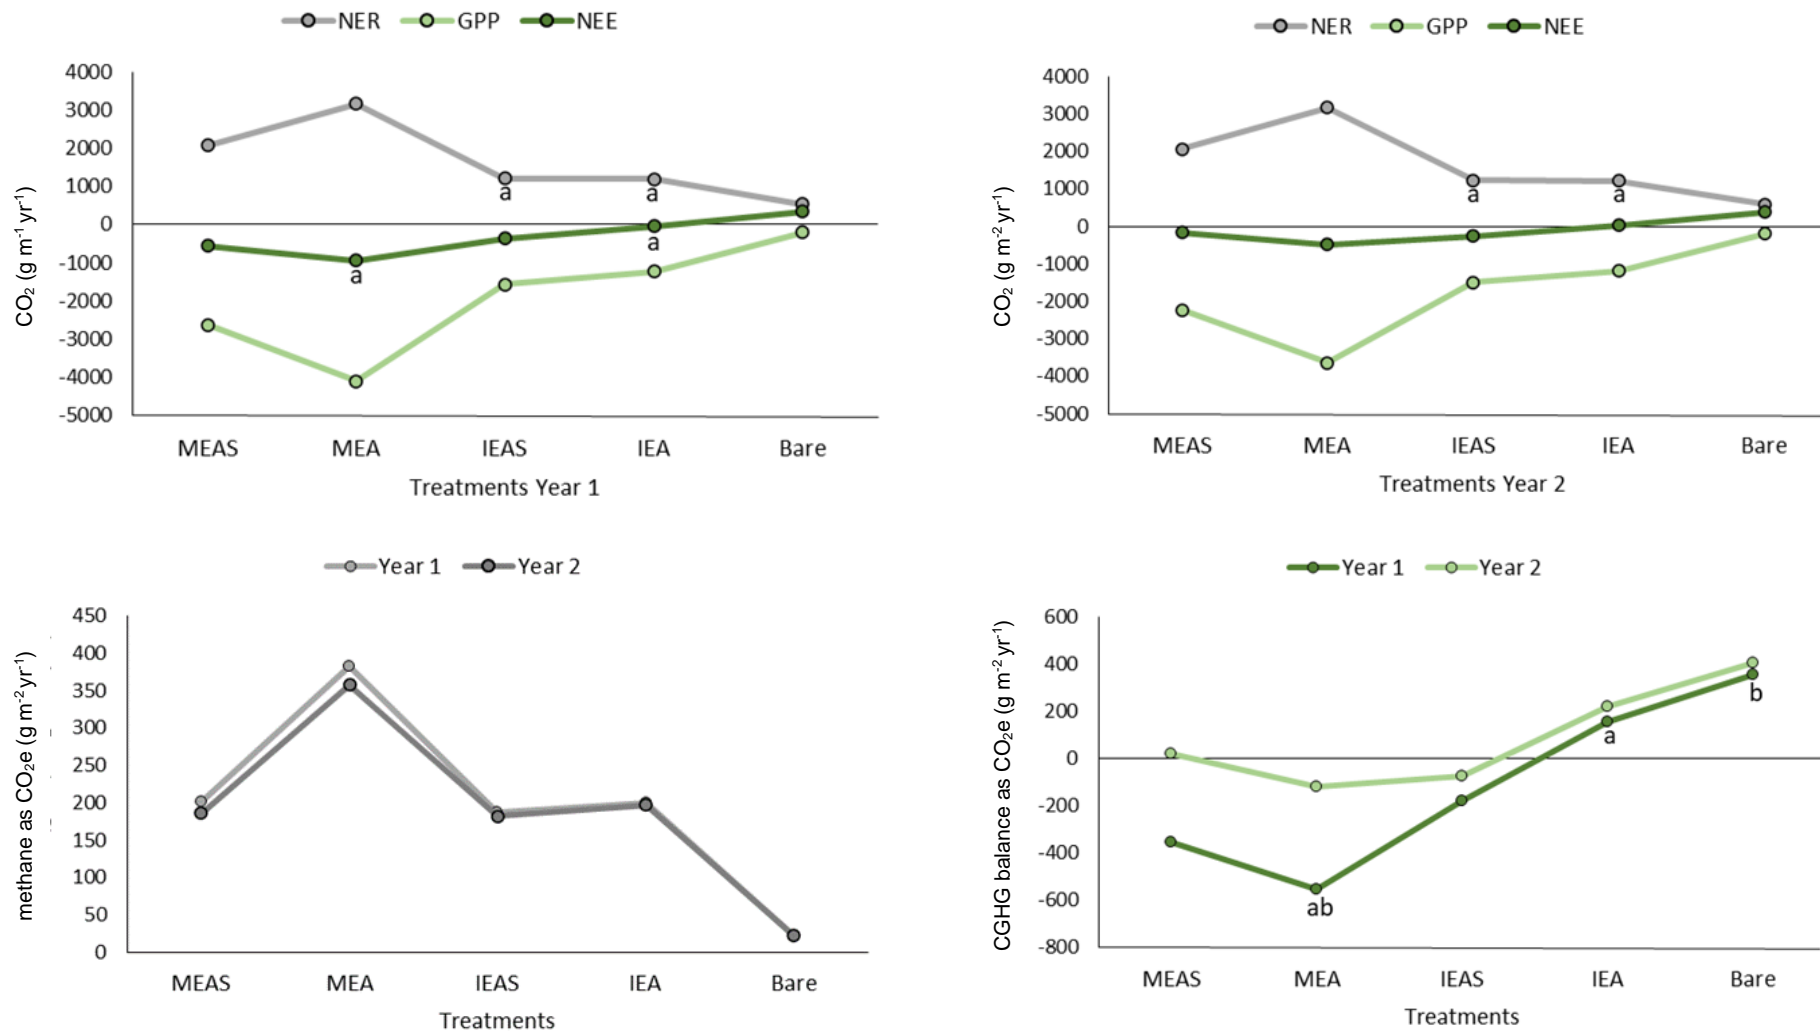 NER GPP NEE
4000
3000
2000
1000
0
-1000
-2000
-3000
-4000
-5000
CO₂ (g m⁻¹ yr⁻¹)
a
a
a
a
MEAS MEA IEAS IEA Bare
Treatments Year 1
NER GPP NEE
4000
3000
2000
1000
0
-1000
-2000
-3000
-4000
-5000
CO₂ (g m⁻² yr⁻¹)
a
a
MEAS MEA IEAS IEA Bare
Treatments Year 2
Year 1 Year 2
450
400
350
300
250
200
150
100
50
0
methane as CO₂e (g m⁻² yr⁻¹)
MEAS MEA IEAS IEA Bare
Treatments
Year 1 Year 2
600
400
200
0
-200
-400
-600
-800
CGHG balance as CO₂e (g m⁻² yr⁻¹)
b
a
ab
MEAS MEA IEAS IEA Bare
Treatments